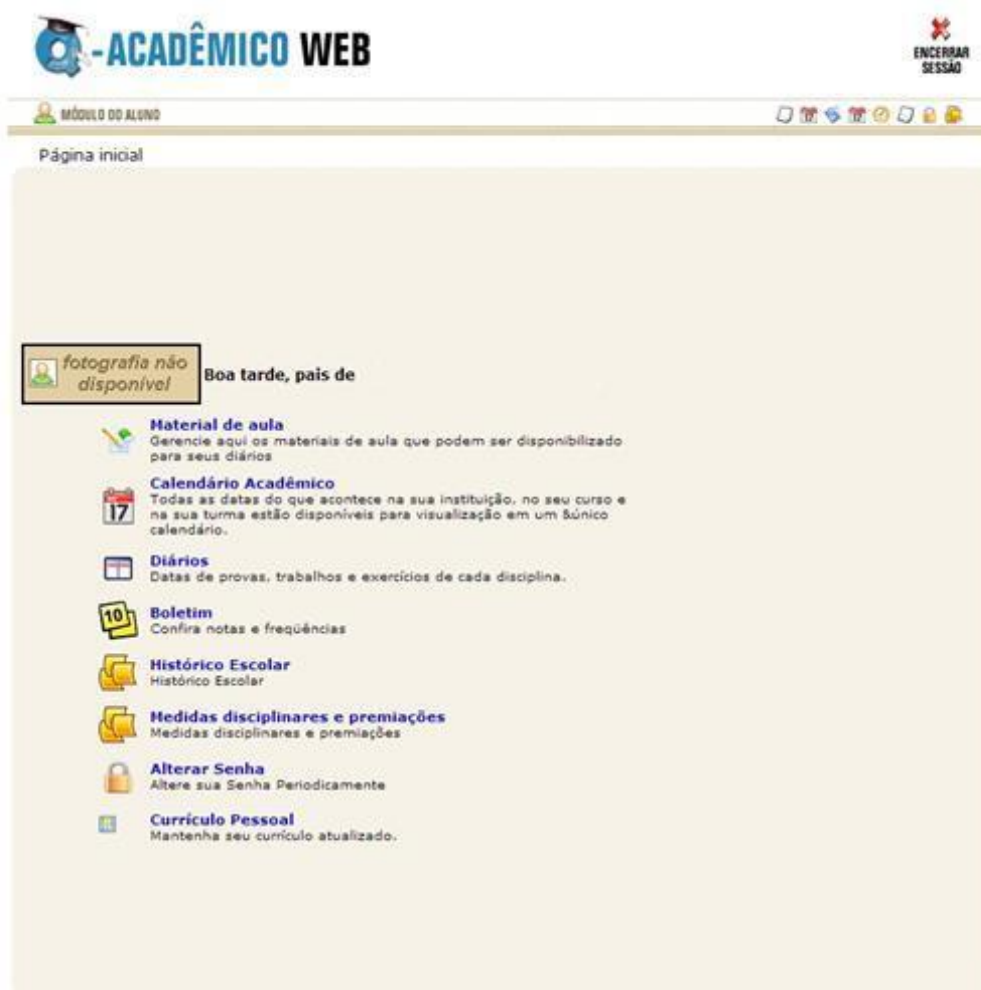 Q-ACADÊMICO WEB
ENCERRAR
SESSÃO
MÓDULO DO ALUNO
Página inicial
fotografia não
disponível
Boa tarde, pais de
Material de aula
Gerencie aqui os materiais de aula que podem ser disponibilizado
para seus diários
17
Calendário Acadêmico
Todas as datas do que acontece na sua instituição, no seu curso e
na sua turma estão disponíveis para visualização em um &único
calendário.
Diários
Datas de provas, trabalhos e exercícios de cada disciplina.
10
Boletim
Confira notas e freqüências
Histórico Escolar
Histórico Escolar
Medidas disciplinares e premiações
Medidas disciplinares e premiações
Alterar Senha
Altere sua Senha Periodicamente
Currículo Pessoal
Mantenha seu currículo atualizado.